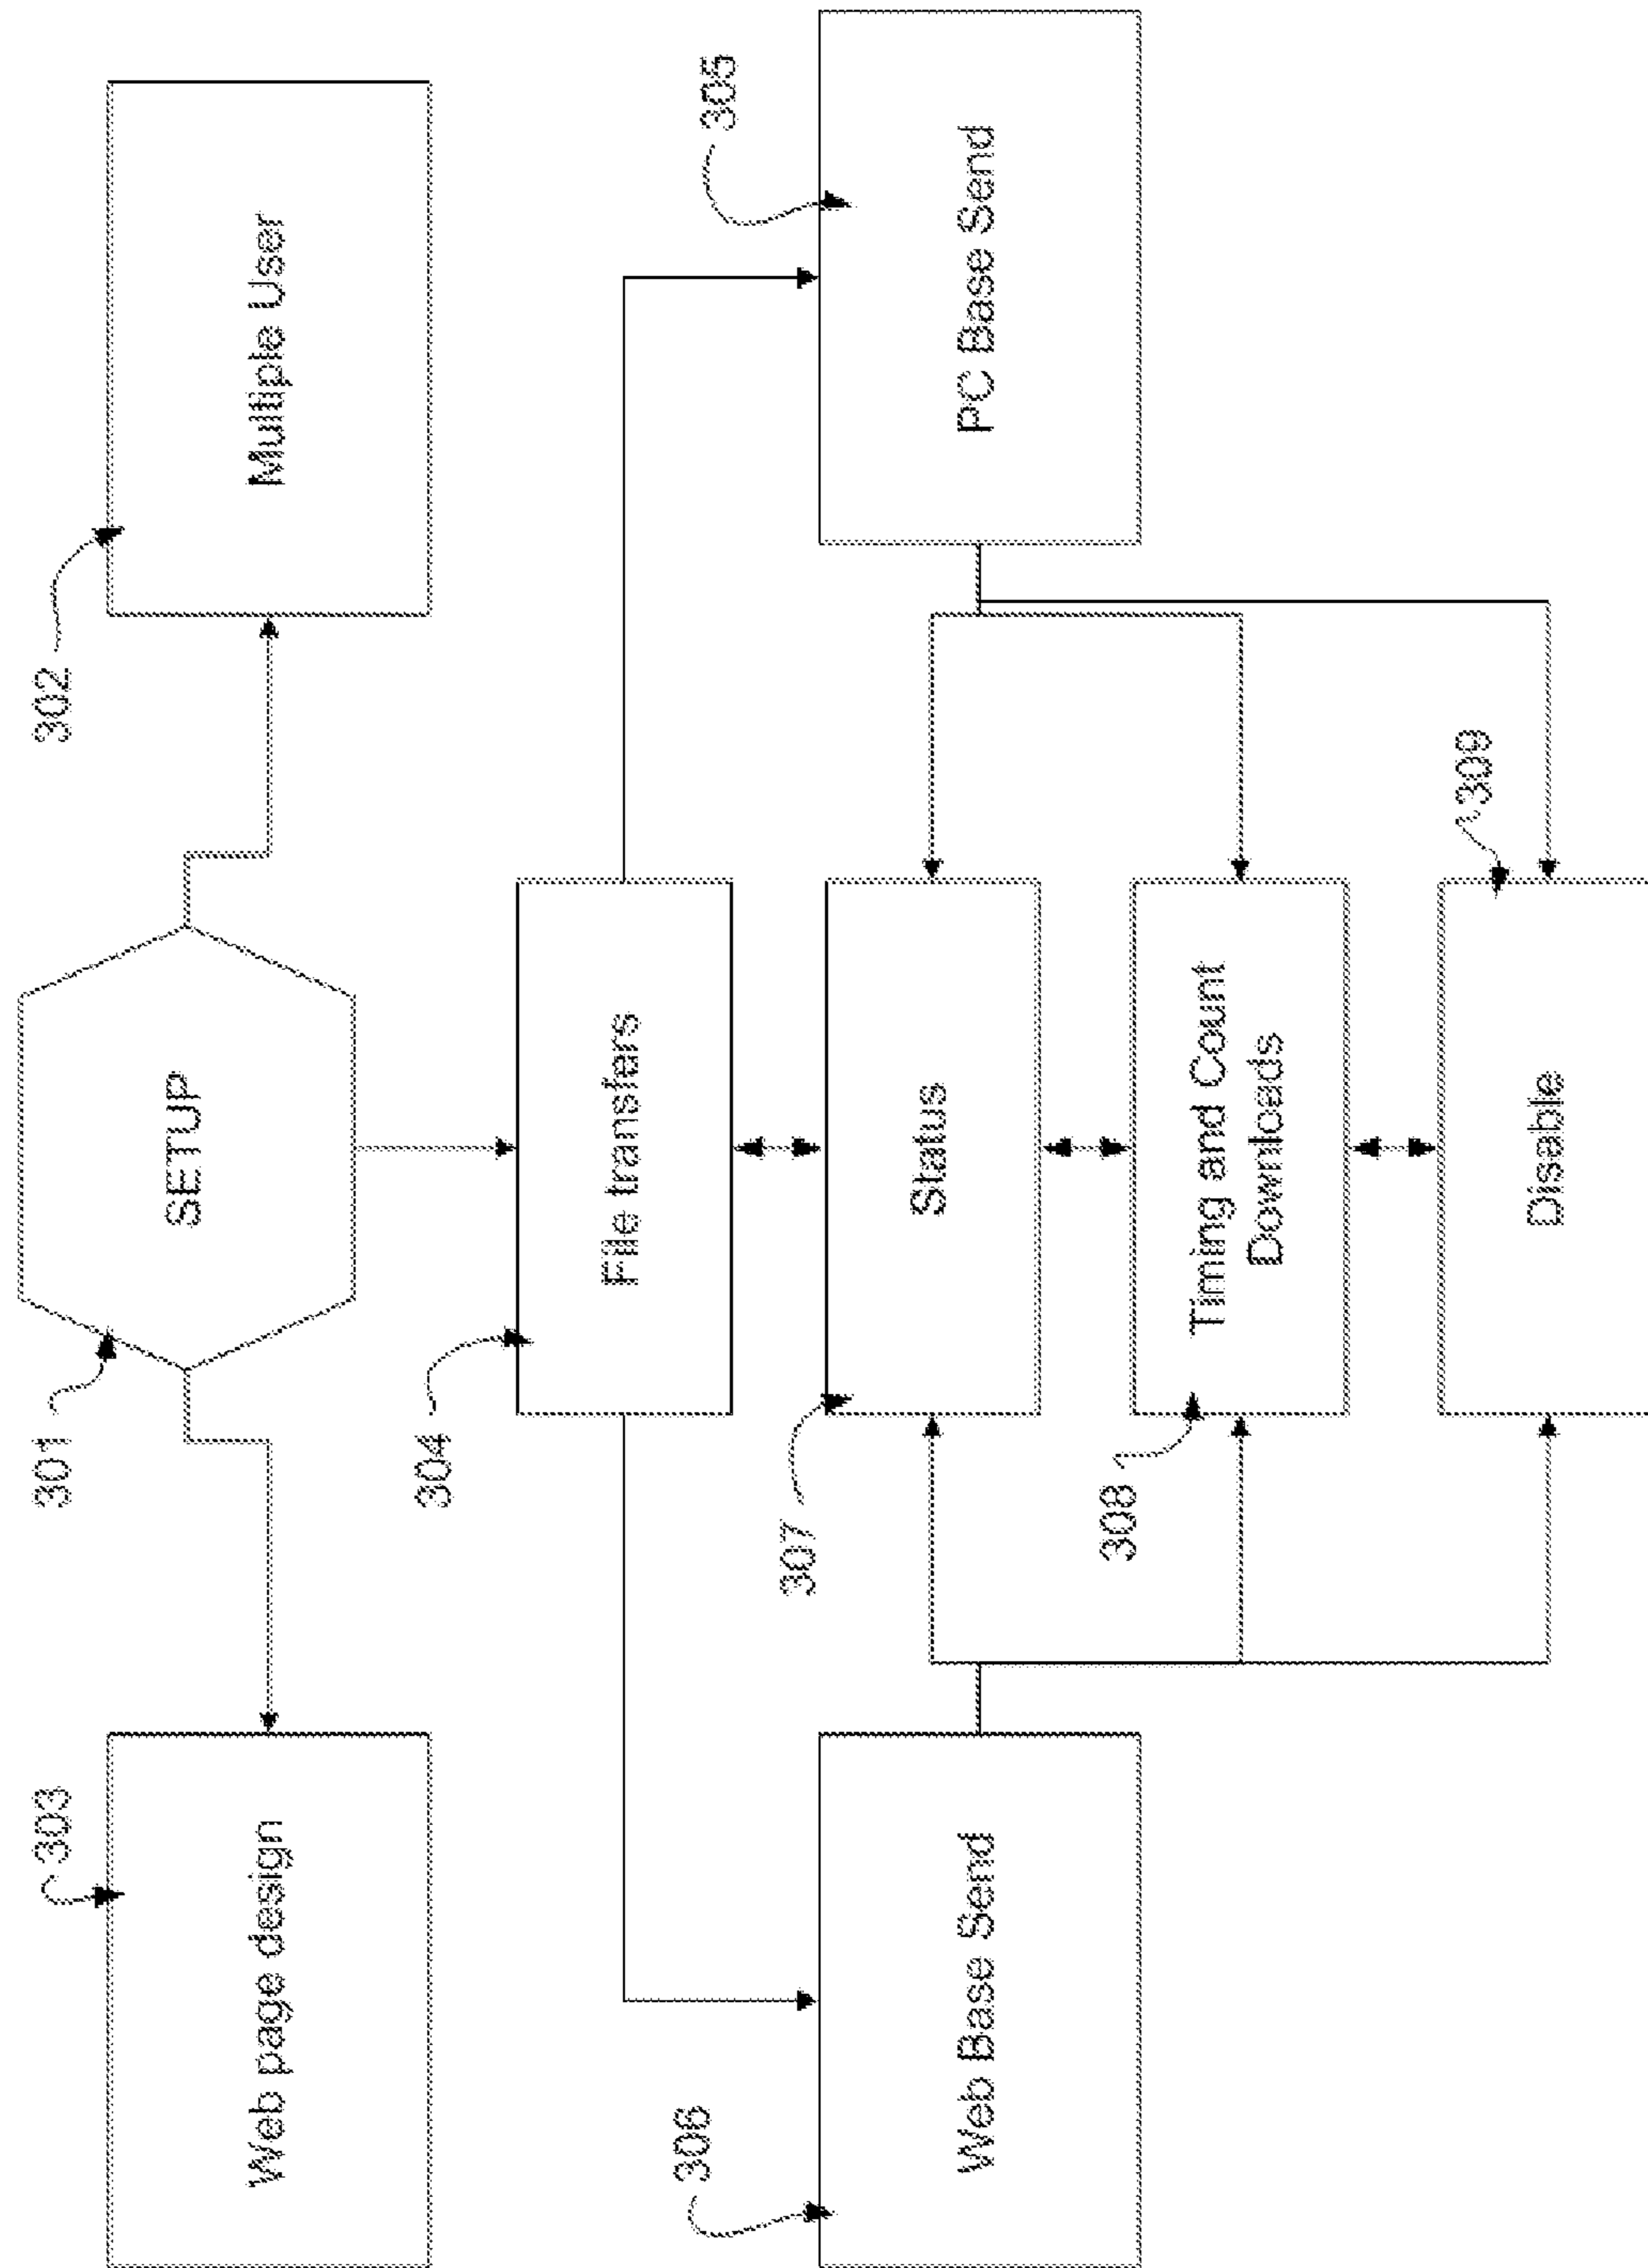 303
Web page design
301
SETUP
302
Multiple User
304
File transfers
306
Web Base Send
305
PC Base Send
307
Status
308
Timing and Count
Downloads
309
Disable